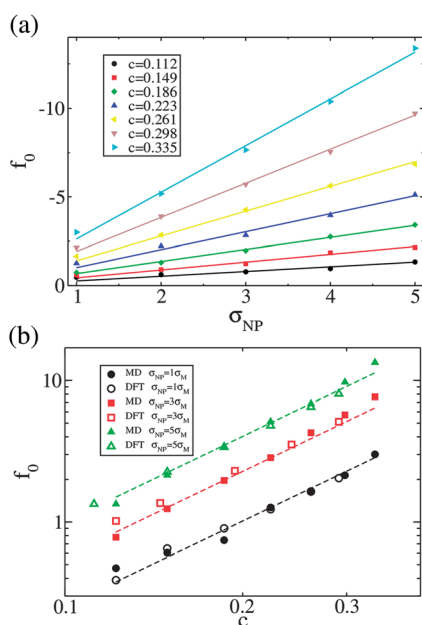 (a)
c=0.112
c=0.149
c=0.186
c=0.223
c=0.261
c=0.298
c=0.335
-10
-5
0
f₀
1 2 3 4 5
σNP
(b)
MD σNP=1σM
DFT σNP=1σM
MD σNP=3σM
DFT σNP=3σM
MD σNP=5σM
DFT σNP=5σM
10
1
f₀
0.1 0.2 0.3
c